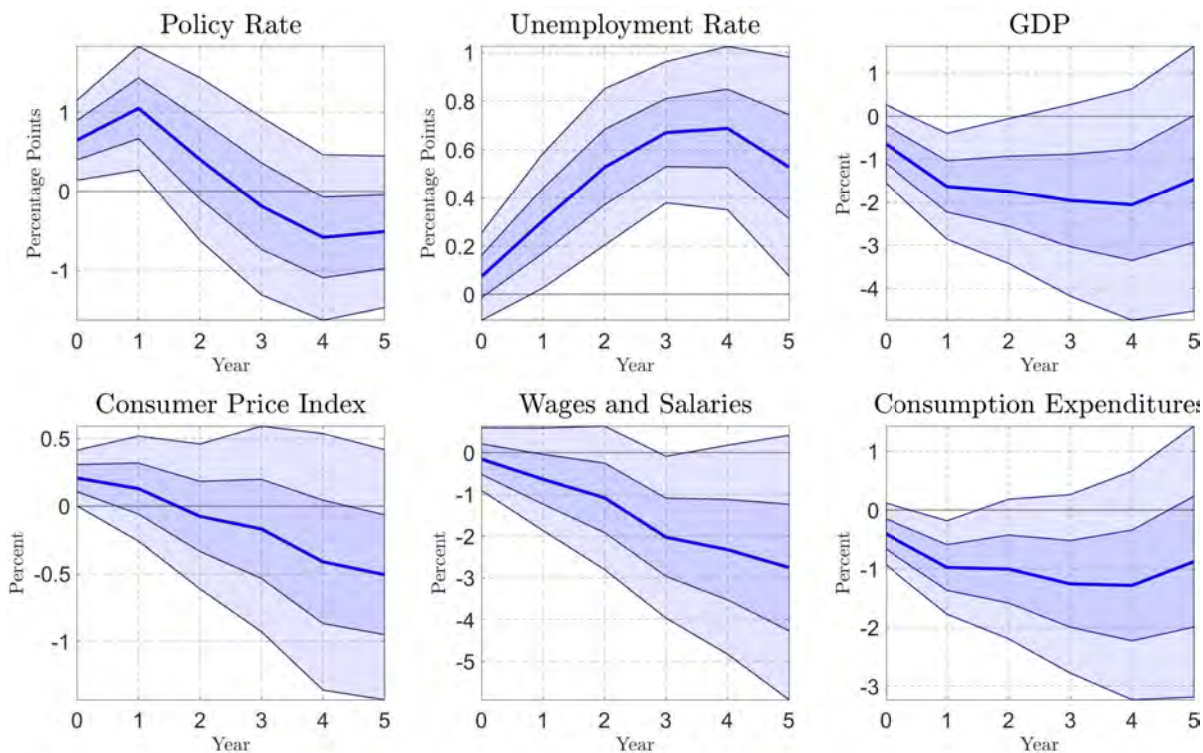 Policy Rate
Percentage Points
1
0
-1
0 1 2 3 4 5
Year
Unemployment Rate
Percentage Points
1
0.8
0.6
0.4
0.2
0
0 1 2 3 4 5
Year
GDP
Percent
1
0
-1
-2
-3
-4
0 1 2 3 4 5
Year
Consumer Price Index
Percent
0.5
0
-0.5
-1
0 1 2 3 4 5
Year
Wages and Salaries
Percent
0
-1
-2
-3
-4
-5
0 1 2 3 4 5
Year
Consumption Expenditures
Percent
1
0
-1
-2
-3
0 1 2 3 4 5
Year